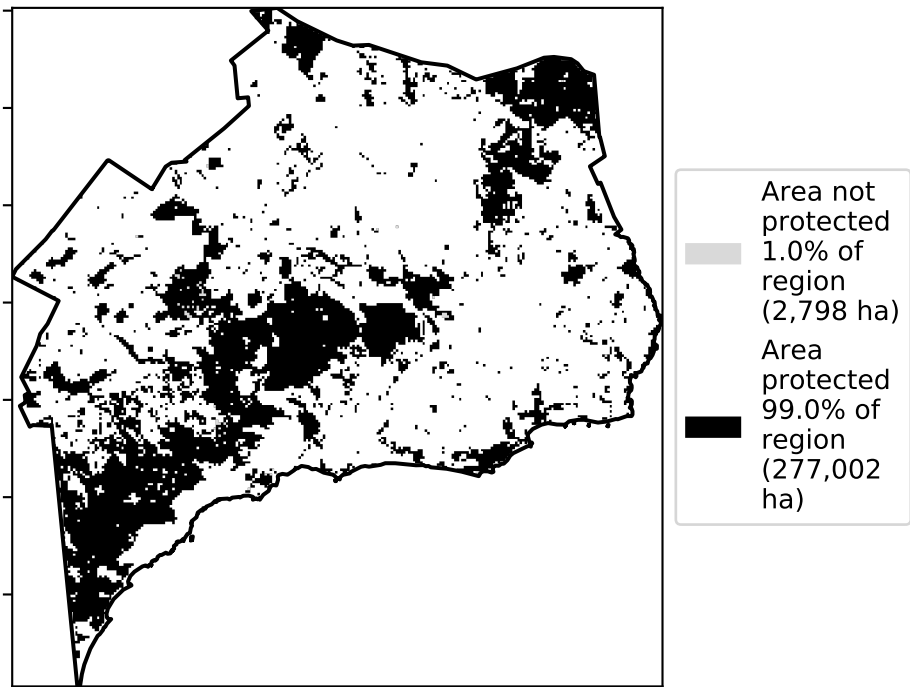 Area not
protected
1.0% of
region
(2,798 ha)
Area
protected
99.0% of
region
(277,002
ha)